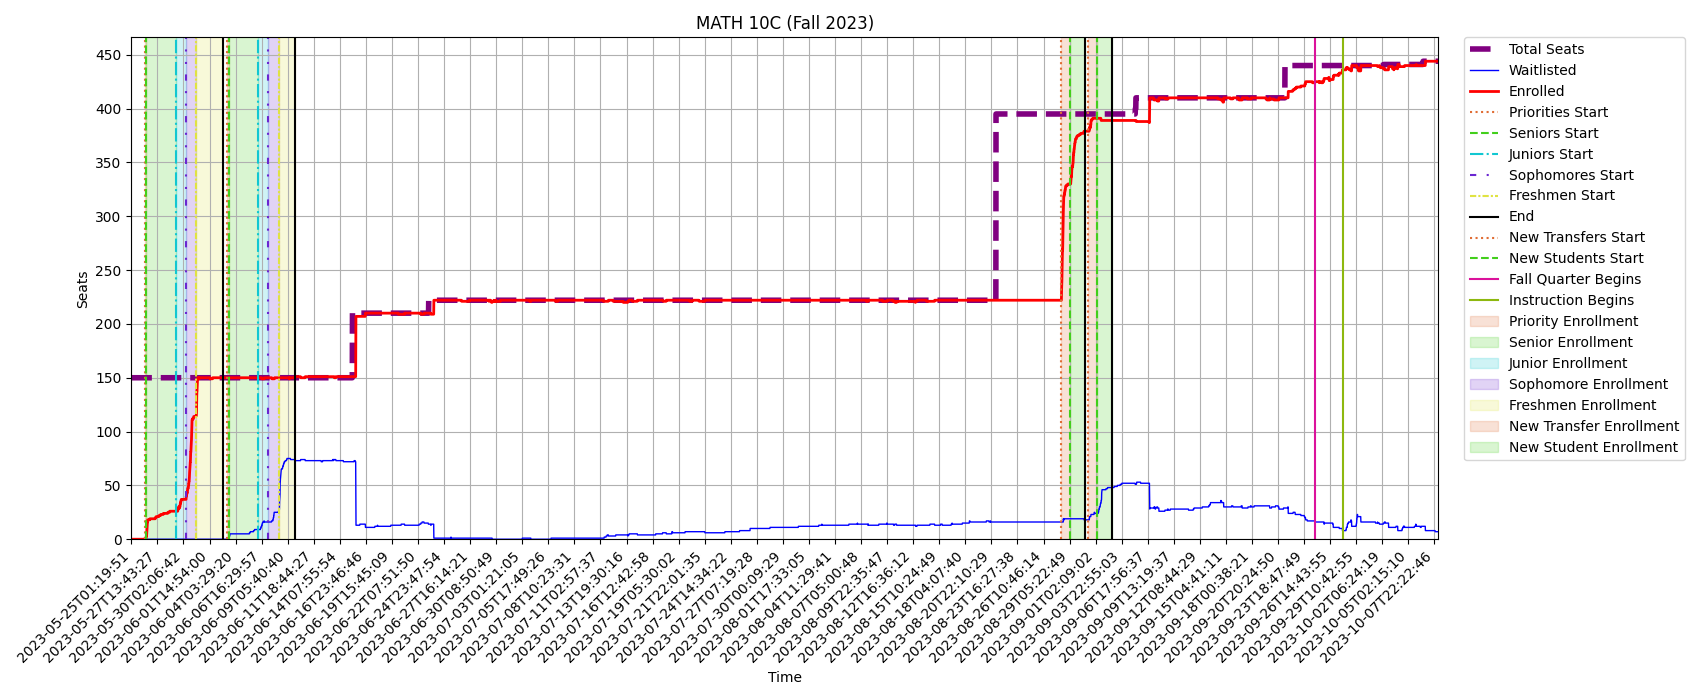 MATH 10C (Fall 2023)
Seats
450
400
350
300
250
200
150
100
50
0
2023-05-25T01:19:51
2023-05-27T13:43:27
2023-05-30T02:06:42
2023-06-01T14:54:00
2023-06-04T03:29:20
2023-06-06T16:29:57
2023-06-09T05:40:40
2023-06-11T18:44:27
2023-06-14T07:55:54
2023-06-16T23:46:46
2023-06-19T15:45:09
2023-06-22T07:51:50
2023-06-24T23:47:54
2023-06-27T16:14:21
2023-06-30T08:50:49
2023-07-03T01:21:05
2023-07-05T17:49:26
2023-07-08T10:23:31
2023-07-11T02:57:37
2023-07-13T19:30:16
2023-07-16T12:42:58
2023-07-19T05:30:02
2023-07-21T22:01:35
2023-07-24T14:34:22
2023-07-27T07:19:28
2023-07-30T00:09:29
2023-08-01T17:33:05
2023-08-04T11:29:41
2023-08-07T05:00:48
2023-08-09T22:35:47
2023-08-12T16:36:12
2023-08-15T10:24:49
2023-08-18T04:07:40
2023-08-20T22:10:29
2023-08-23T16:27:38
2023-08-26T10:46:14
2023-08-29T05:22:49
2023-09-01T02:09:02
2023-09-03T22:55:03
2023-09-06T17:56:37
2023-09-09T13:19:37
2023-09-12T08:44:29
2023-09-15T04:41:11
2023-09-18T00:38:21
2023-09-20T20:24:50
2023-09-23T18:47:49
2023-09-26T14:43:55
2023-09-29T10:42:55
2023-10-02T06:24:19
2023-10-05T02:15:10
2023-10-07T22:22:46
Time
Total Seats
Waitlisted
Enrolled
Priorities Start
Seniors Start
Juniors Start
Sophomores Start
Freshmen Start
End
New Transfers Start
New Students Start
Fall Quarter Begins
Instruction Begins
Priority Enrollment
Senior Enrollment
Junior Enrollment
Sophomore Enrollment
Freshmen Enrollment
New Transfer Enrollment
New Student Enrollment